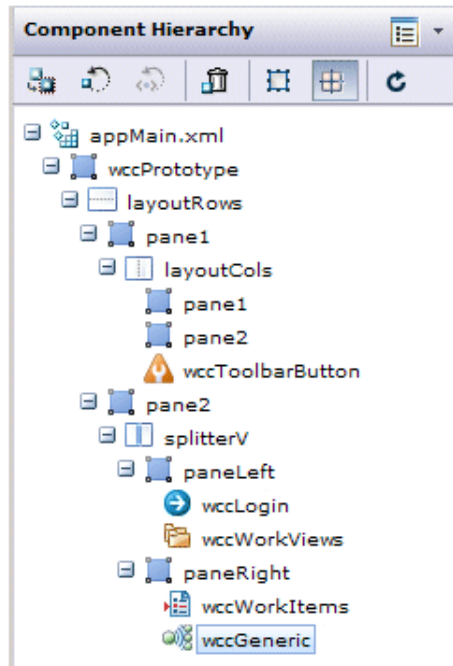 Component Hierarchy
appMain.xml
wccPrototype
layoutRows
pane1
layoutCols
pane1
pane2
wccToolbarButton
pane2
splitterV
paneLeft
wccLogin
wccWorkViews
paneRight
wccWorkItems
wccGeneric